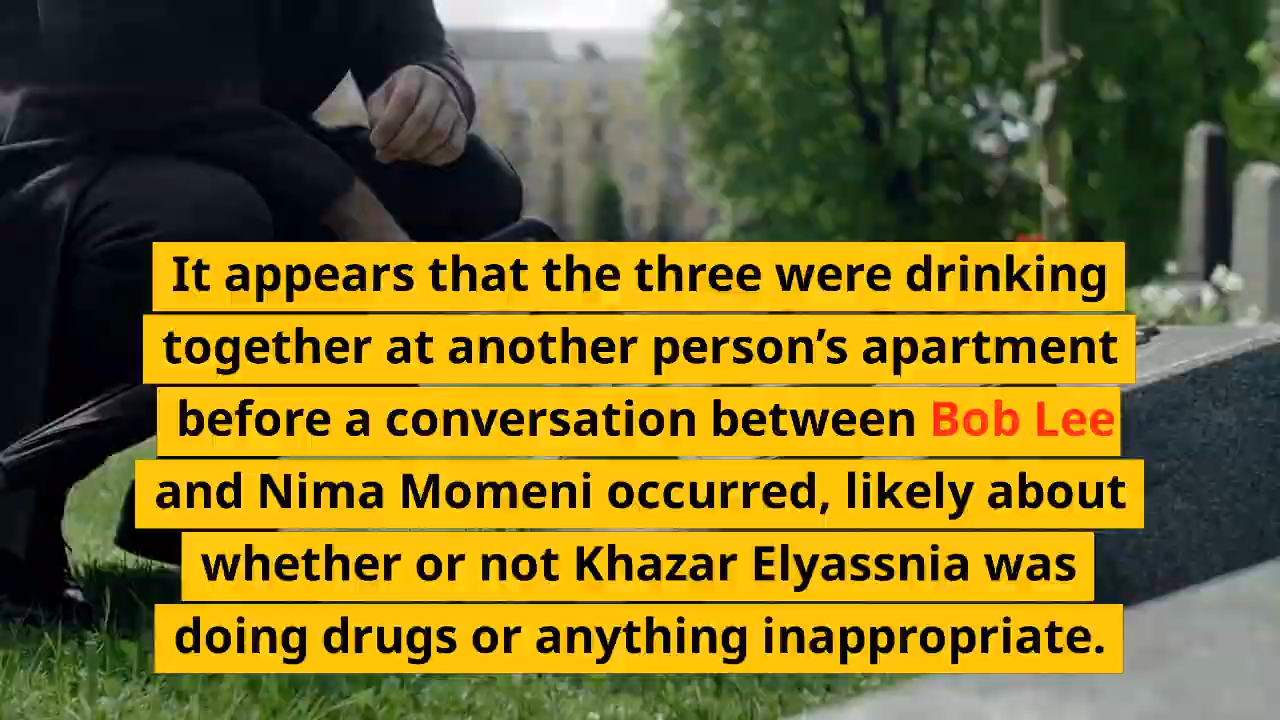 It appears that the three were drinking
together at another person’s apartment
before a conversation between Bob Lee
and Nima Momeni occurred, likely about
whether or not Khazar Elyassnia was
doing drugs or anything inappropriate.